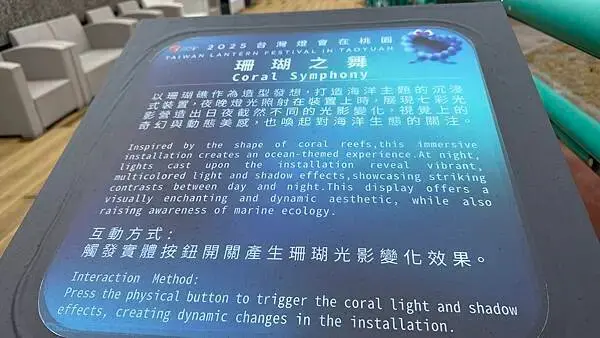 2025 台灣燈會在桃園
TAIWAN LANTERN FESTIVAL IN TAOYUAN
珊瑚之舞
Coral Symphony
以珊瑚礁作為造型發想，打造海洋主題的沉浸
式裝置，夜晚燈光照射在裝置上時，展現七彩光
影營造出日夜截然不同的光影變化，視覺上的
奇幻與動態美感，也喚起對海洋生態的關注。
Inspired by the shape of coral reefs,this immersive
installation creates an ocean-themed experience.At night,
lights cast upon the installation reveal vibrant,
multicolored light and shadow effects,showcasing striking
contrasts between day and night.This display offers a
visually enchanting and dynamic aesthetic, while also
raising awareness of marine ecology.
互動方式：
觸發實體按鈕開關產生珊瑚光影變化效果。
Interaction Method:
Press the physical button to trigger the coral light and shadow
effects, creating dynamic changes in the installation.